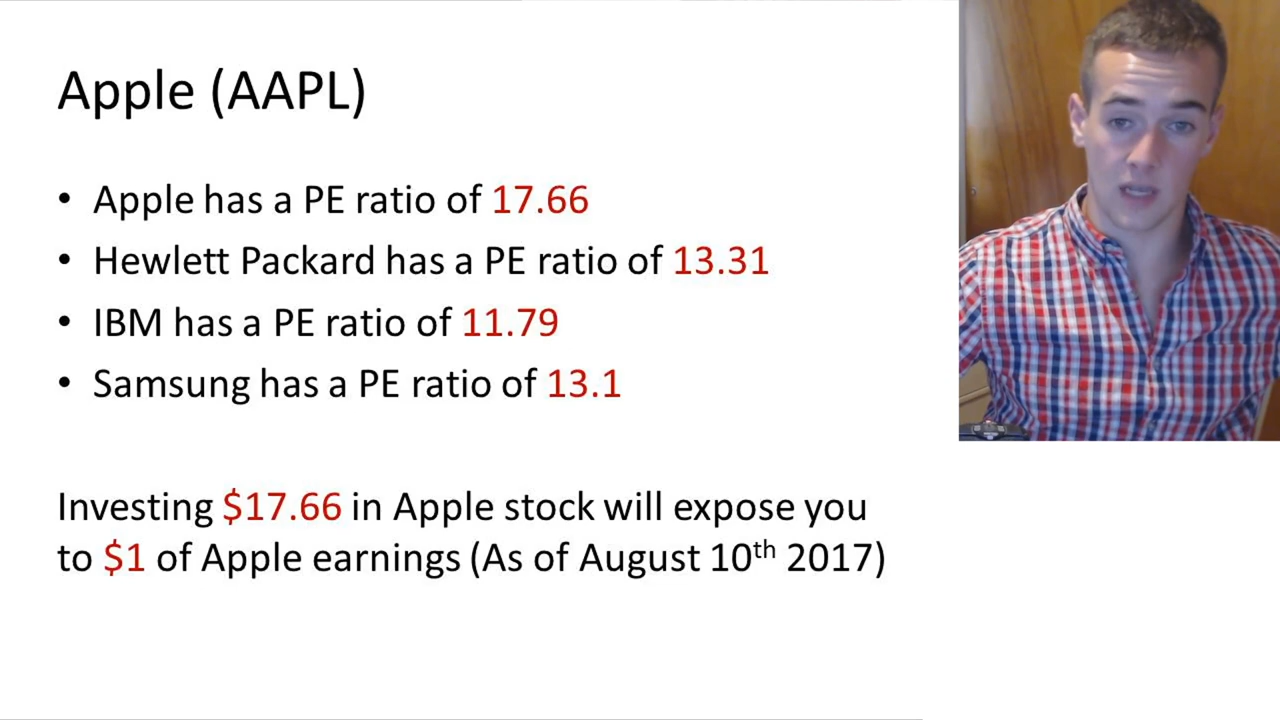 Apple (AAPL)
• Apple has a PE ratio of 17.66
• Hewlett Packard has a PE ratio of 13.31
• IBM has a PE ratio of 11.79
• Samsung has a PE ratio of 13.1
Investing $17.66 in Apple stock will expose you
to $1 of Apple earnings (As of August 10th 2017)